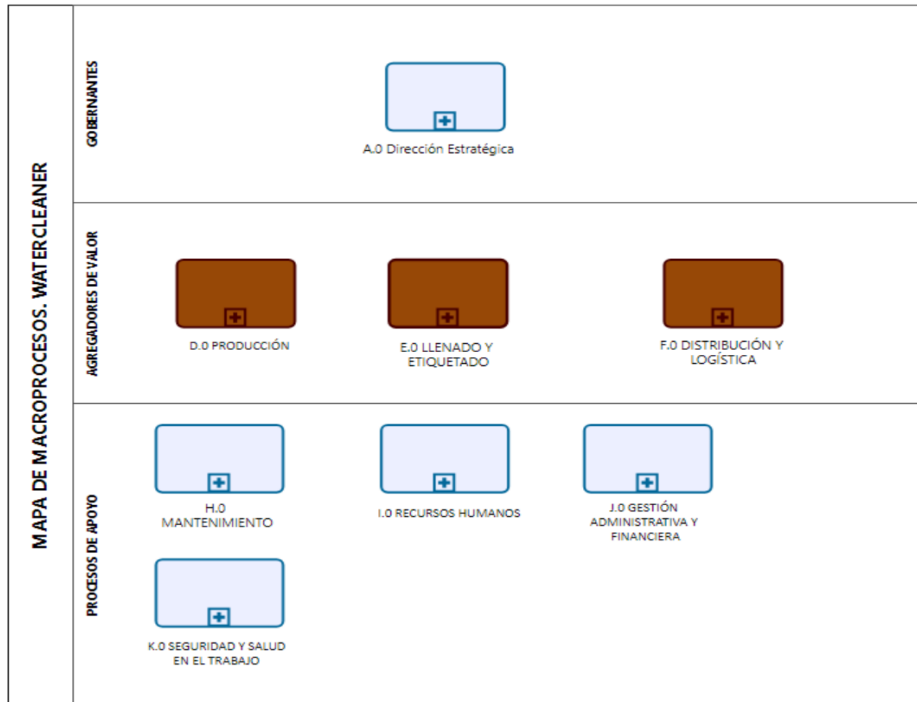 MAPA DE MACROPROCESOS. WATERCLEANER
GOBERNANTES
A.0 Dirección Estratégica
AGREGADORES DE VALOR
D.0 PRODUCCIÓN
E.0 LLENADO Y
ETIQUETADO
F.0 DISTRIBUCIÓN Y
LOGÍSTICA
PROCESOS DE APOYO
H.0
MANTENIMIENTO
I.0 RECURSOS HUMANOS
J.0 GESTIÓN
ADMINISTRATIVA Y
FINANCIERA
K.0 SEGURIDAD Y SALUD
EN EL TRABAJO